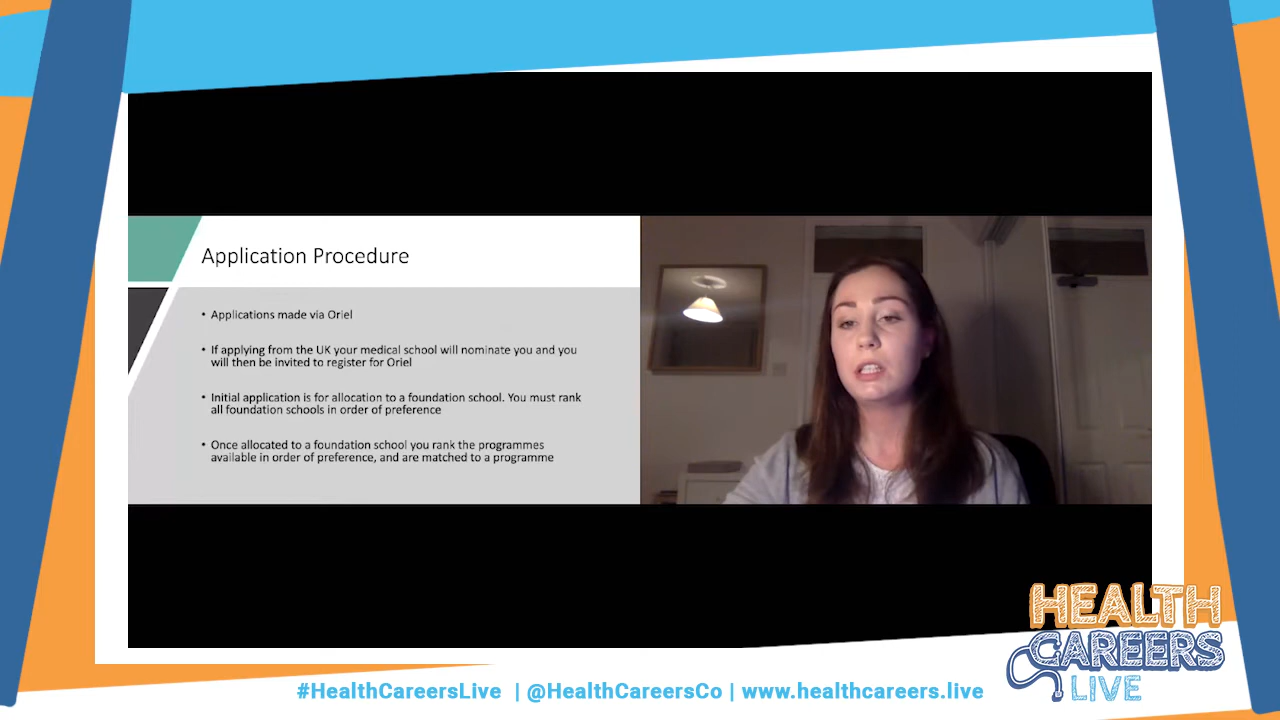 Application Procedure
• Applications made via Oriel
• If applying from the UK your medical school will nominate you and you
will then be invited to register for Oriel
• Initial application is for allocation to a foundation school. You must rank
all foundation schools in order of preference
• Once allocated to a foundation school you rank the programmes
available in order of preference, and are matched to a programme
HEALTH
CAREERS
LIVE
#HealthCareersLive | @HealthCareersCo | www.healthcareers.live